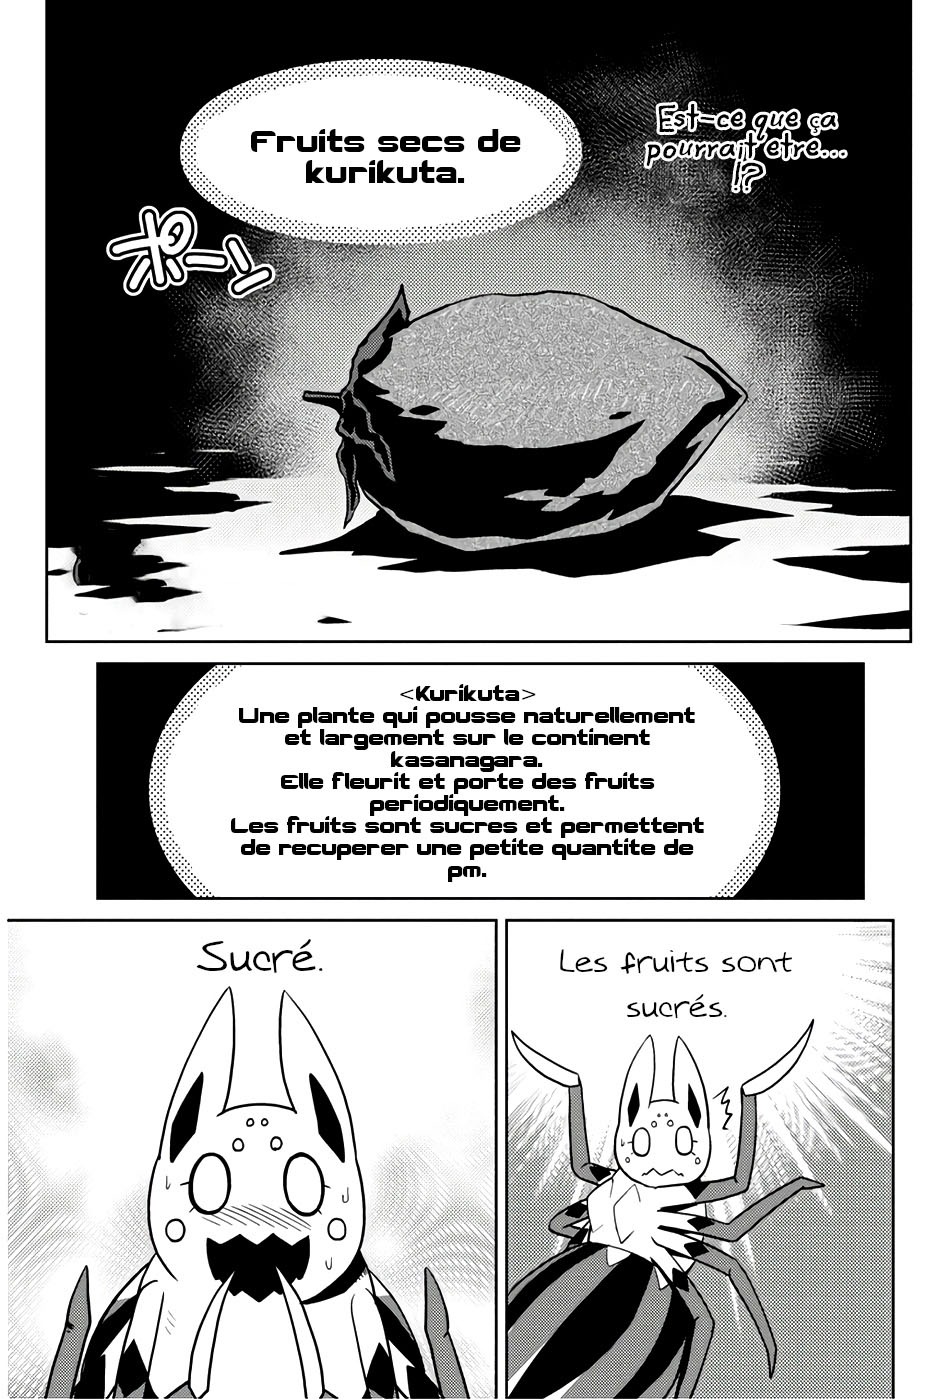 Fruits secs de
kurikuta.
Est-ce que ça
pourrait etre...
!?
ポーン
<Kurikuta>
Une plante qui pousse naturellement
et largement sur le continent
kasanagara.
Elle fleurit et porte des fruits
periodiquement.
Les fruits sont sucres et permettent
de recuperer une petite quantite de
pm.
Sucré.
Les fruits sont
sucrés.